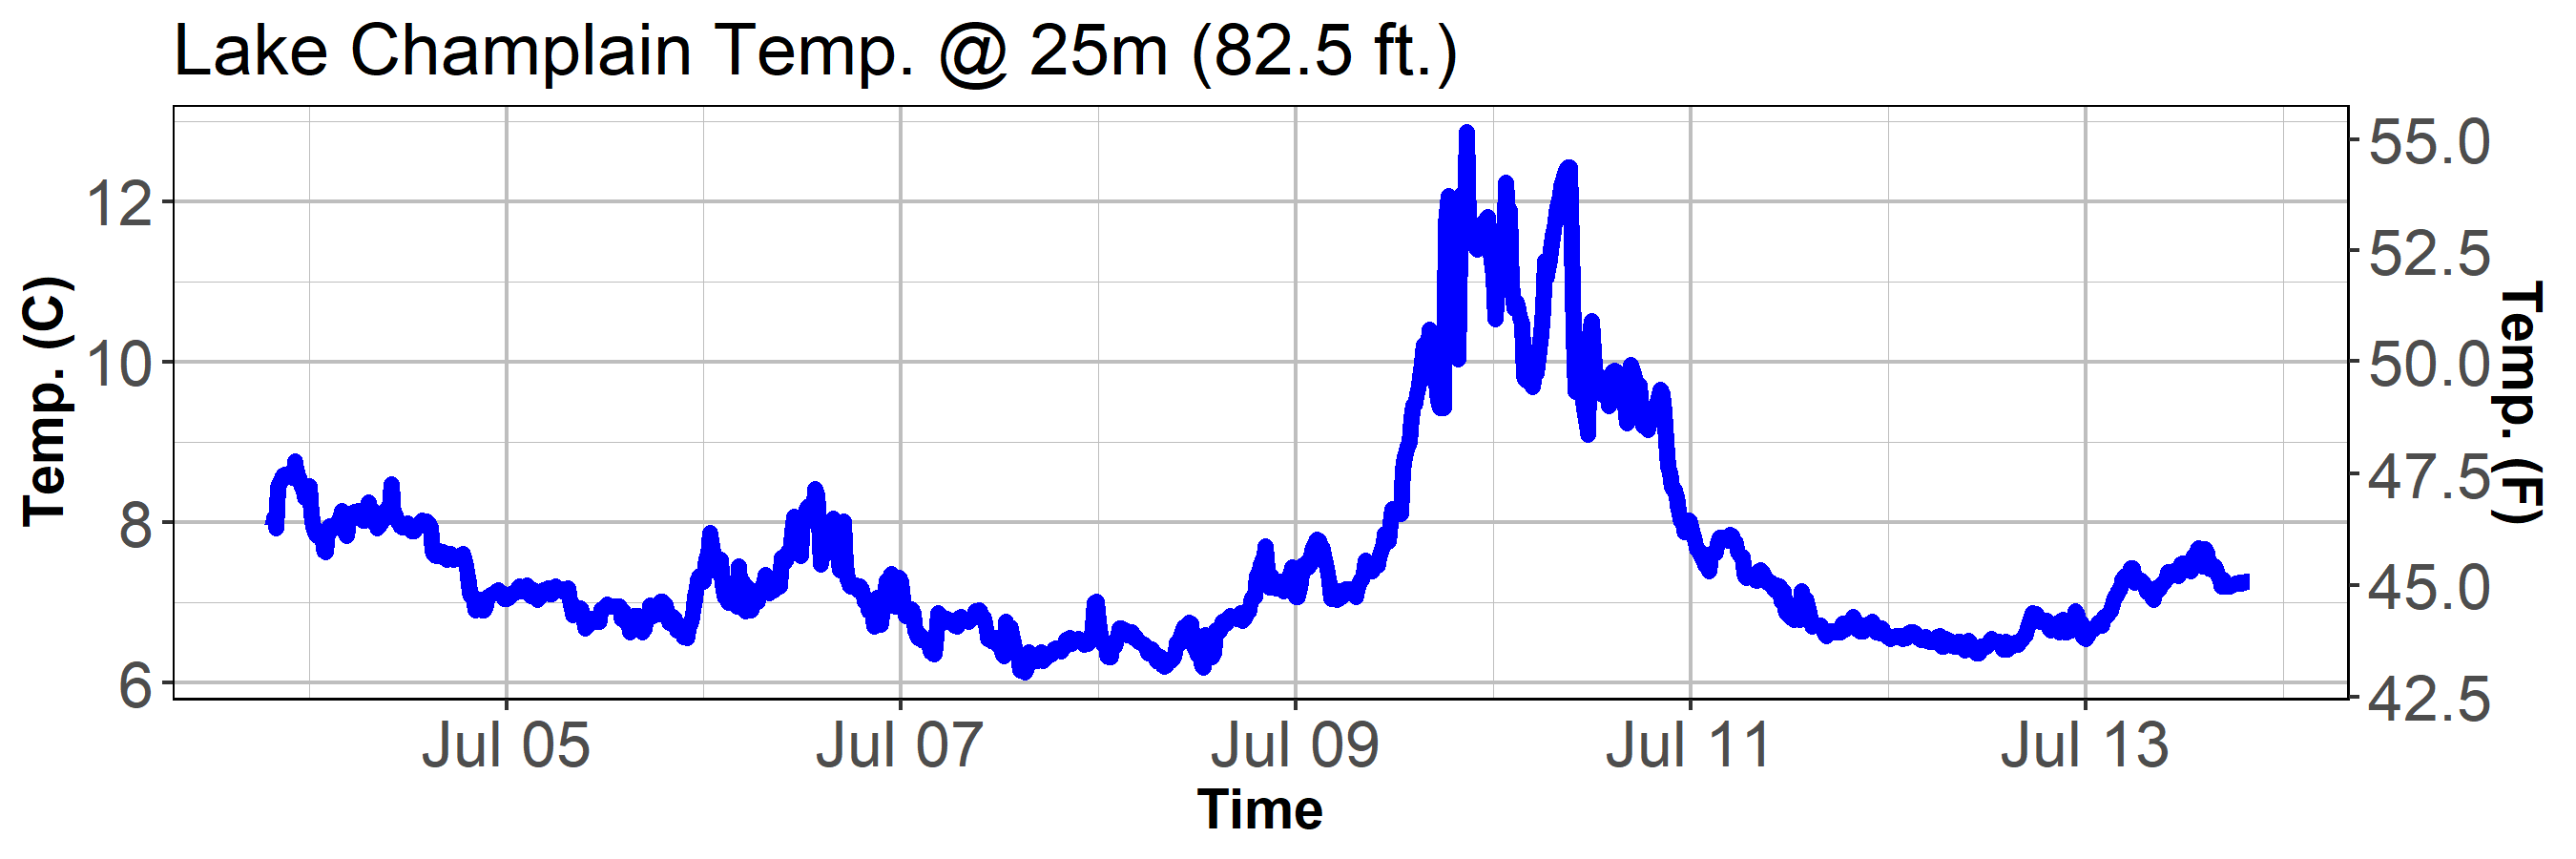 Lake Champlain Temp. @ 25m (82.5 ft.)
Temp. (C)
12
10
8
6
55.0
52.5
50.0
47.5
45.0
42.5
Temp. (F)
Jul 05 Jul 07 Jul 09 Jul 11 Jul 13
Time